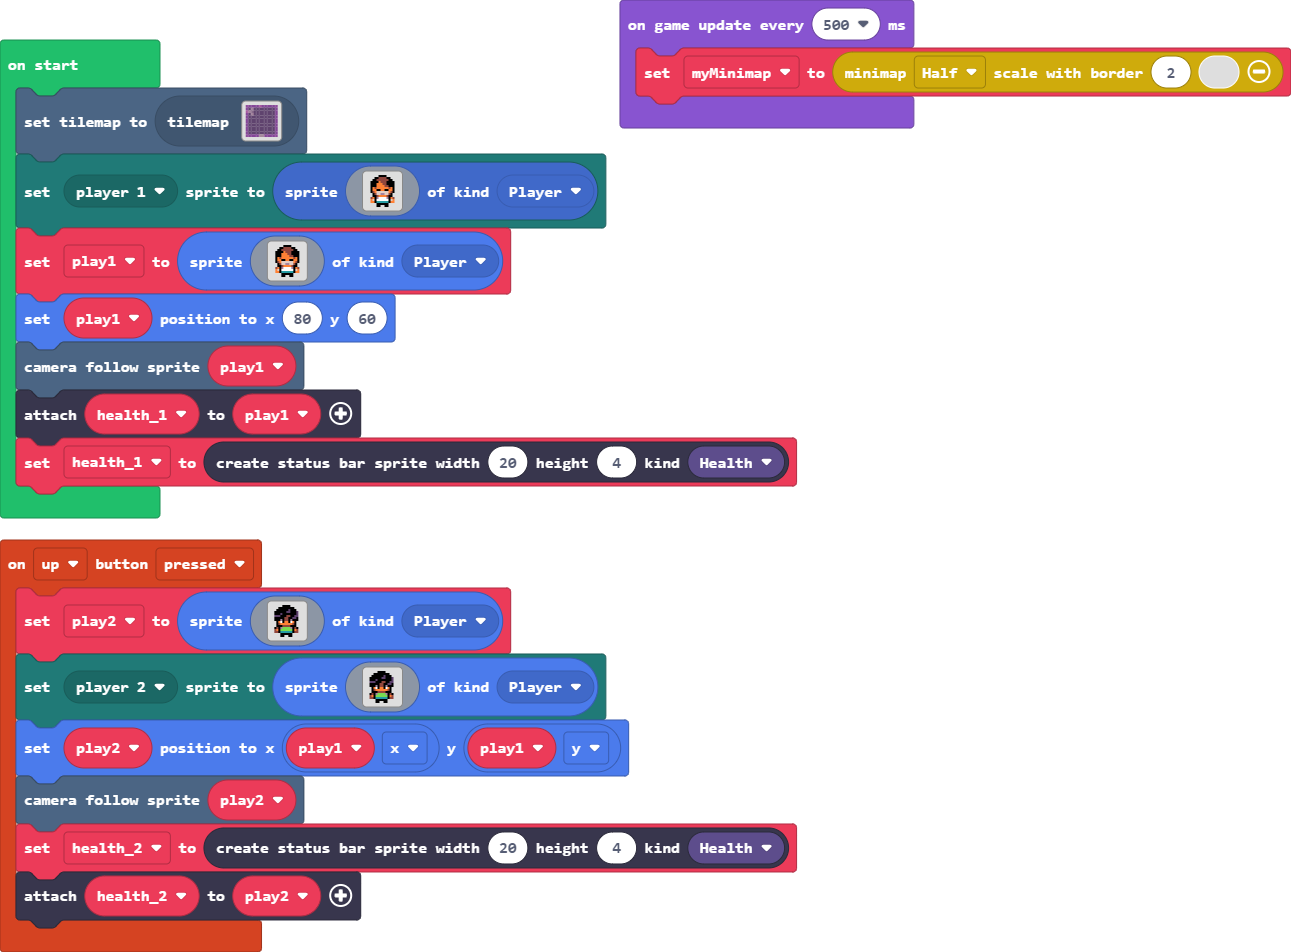 on start
set tilemap to tilemap
set player 1 sprite to sprite of kind Player
set play1 to sprite of kind Player
set play1 position to x 80 y 60
camera follow sprite play1
attach health_1 to play1
set health_1 to create status bar sprite width 20 height 4 kind Health
on game update every 500 ms
set myMinimap to minimap Half scale with border 2
on up button pressed
set play2 to sprite of kind Player
set player 2 sprite to sprite of kind Player
set play2 position to x play1 x y play1 y
camera follow sprite play2
set health_2 to create status bar sprite width 20 height 4 kind Health
attach health_2 to play2